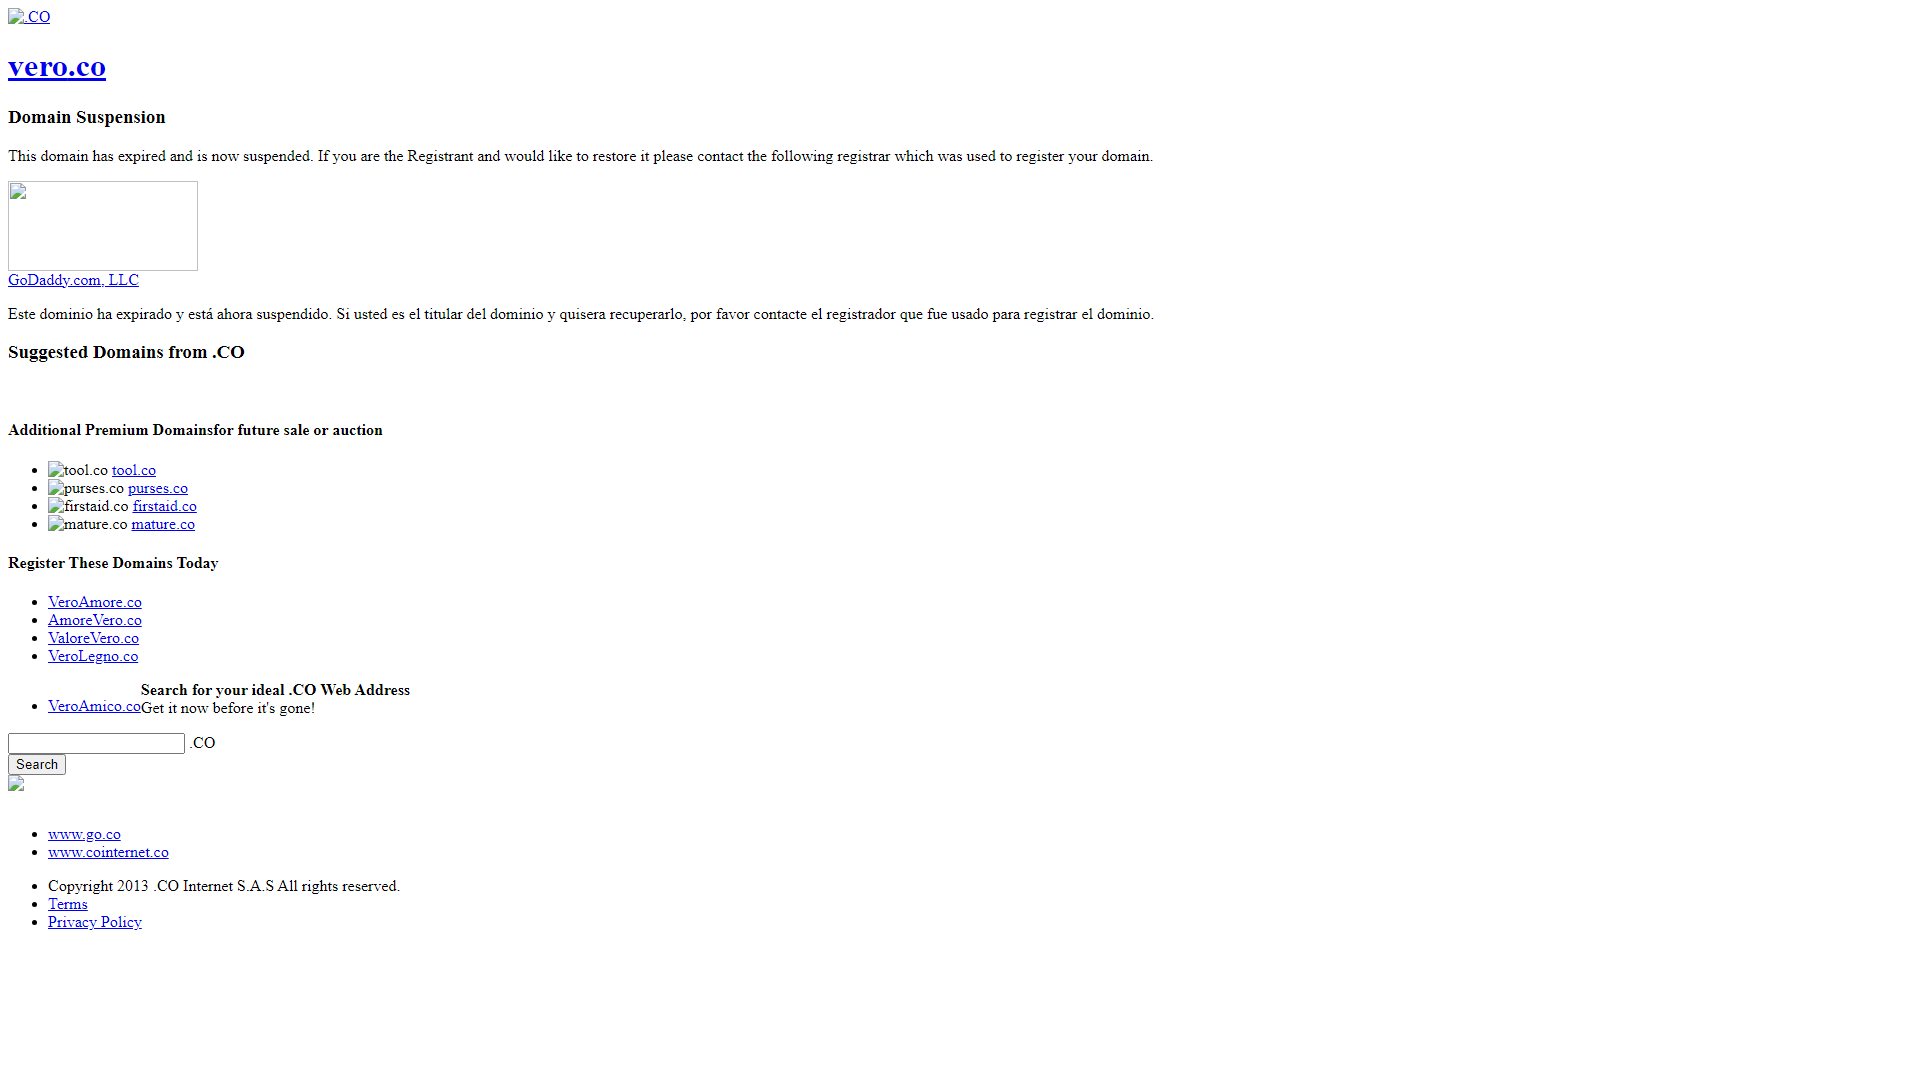 .CO
vero.co
Domain Suspension
This domain has expired and is now suspended. If you are the Registrant and would like to restore it please contact the following registrar which was used to register your domain.
GoDaddy.com, LLC
Este dominio ha expirado y está ahora suspendido. Si usted es el titular del dominio y quisera recuperarlo, por favor contacte el registrador que fue usado para registrar el dominio.
Suggested Domains from .CO
Additional Premium Domainsfor future sale or auction
tool.co tool.co
purses.co purses.co
firstaid.co firstaid.co
mature.co mature.co
Register These Domains Today
VeroAmore.co
AmoreVero.co
ValoreVero.co
VeroLegno.co
VeroAmico.co
Search for your ideal .CO Web Address
Get it now before it's gone!
.CO
Search
www.go.co
www.cointernet.co
Copyright 2013 .CO Internet S.A.S All rights reserved.
Terms
Privacy Policy